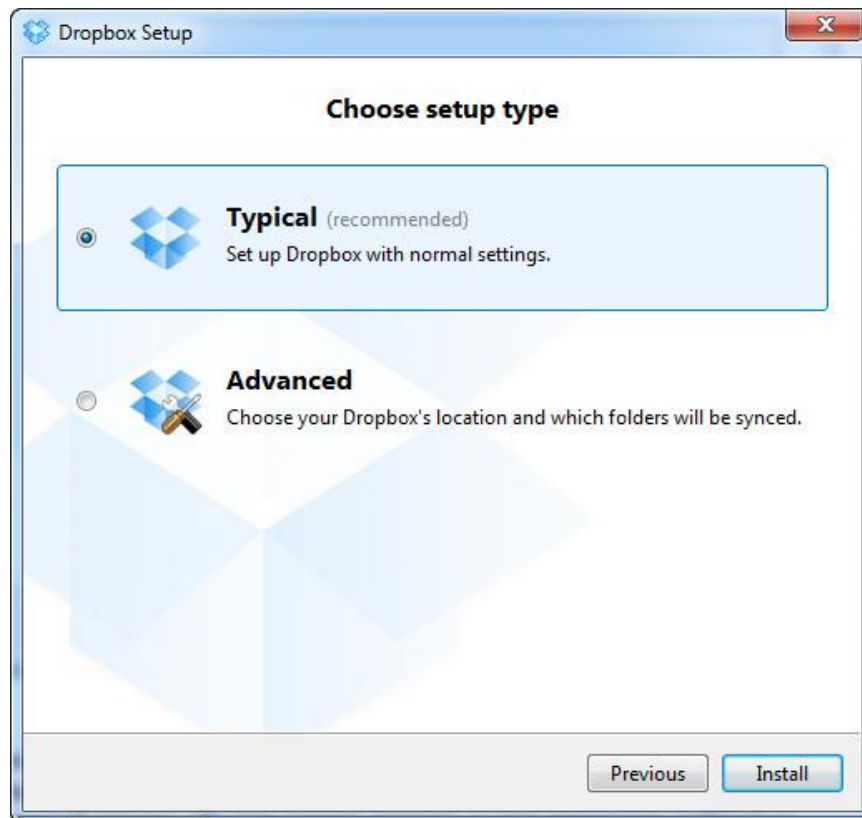 Dropbox Setup
Choose setup type
Typical (recommended)
Set up Dropbox with normal settings.
Advanced
Choose your Dropbox's location and which folders will be synced.
Previous Install